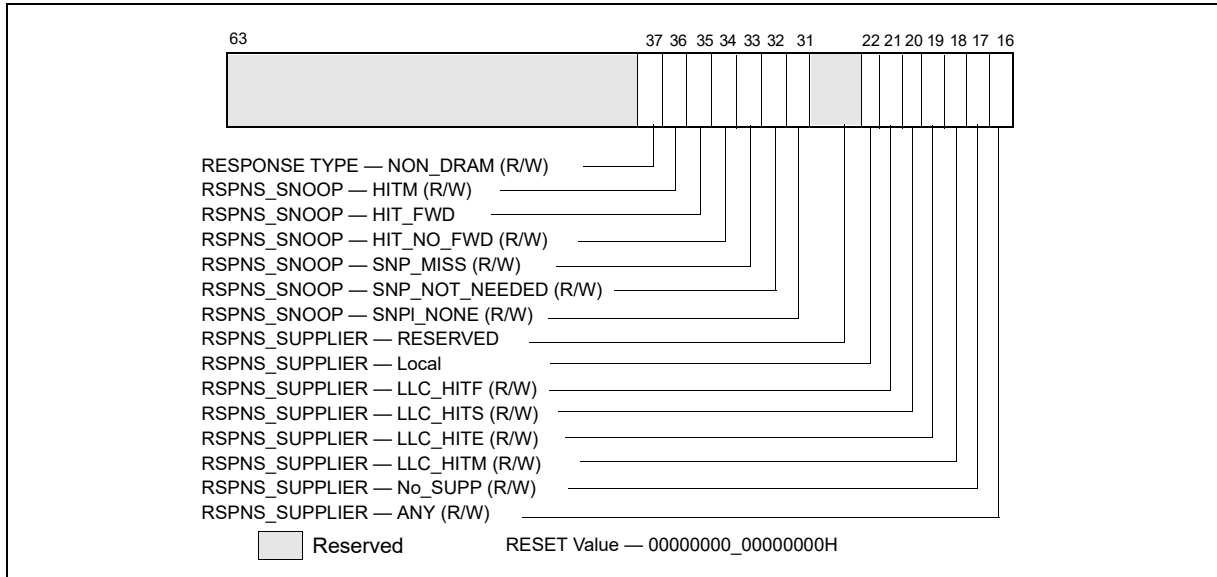 63 37 36 35 34 33 32 31 22 21 20 19 18 17 16
RESPONSE TYPE — NON_DRAM (R/W)
RSPNS_SNOOP — HITM (R/W)
RSPNS_SNOOP — HIT_FWD
RSPNS_SNOOP — HIT_NO_FWD (R/W)
RSPNS_SNOOP — SNP_MISS (R/W)
RSPNS_SNOOP — SNP_NOT_NEEDED (R/W)
RSPNS_SNOOP — SNPI_NONE (R/W)
RSPNS_SUPPLIER — RESERVED
RSPNS_SUPPLIER — Local
RSPNS_SUPPLIER — LLC_HITF (R/W)
RSPNS_SUPPLIER — LLC_HITS (R/W)
RSPNS_SUPPLIER — LLC_HITE (R/W)
RSPNS_SUPPLIER — LLC_HITM (R/W)
RSPNS_SUPPLIER — No_SUPP (R/W)
RSPNS_SUPPLIER — ANY (R/W)
Reserved RESET Value — 00000000_00000000H